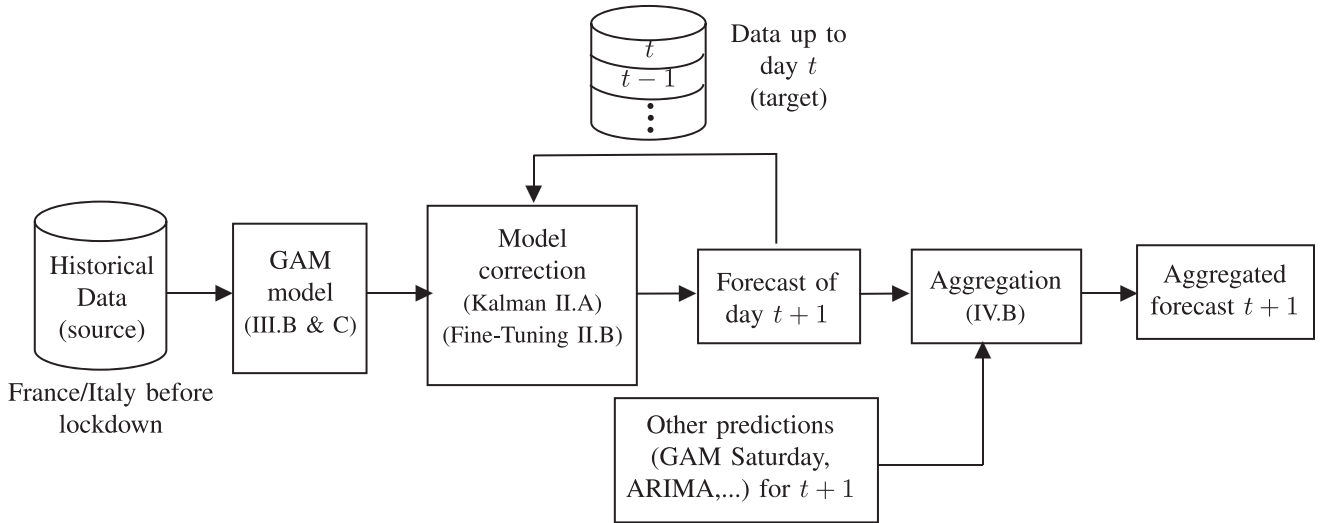 t
t − 1
Data up to
day t
(target)
Historical
Data
(source)
France/Italy before
lockdown
GAM
model
(III.B & C)
Model
correction
(Kalman II.A)
(Fine-Tuning II.B)
Forecast of
day t + 1
Aggregation
(IV.B)
Aggregated
forecast t + 1
Other predictions
(GAM Saturday,
ARIMA,...) for t + 1